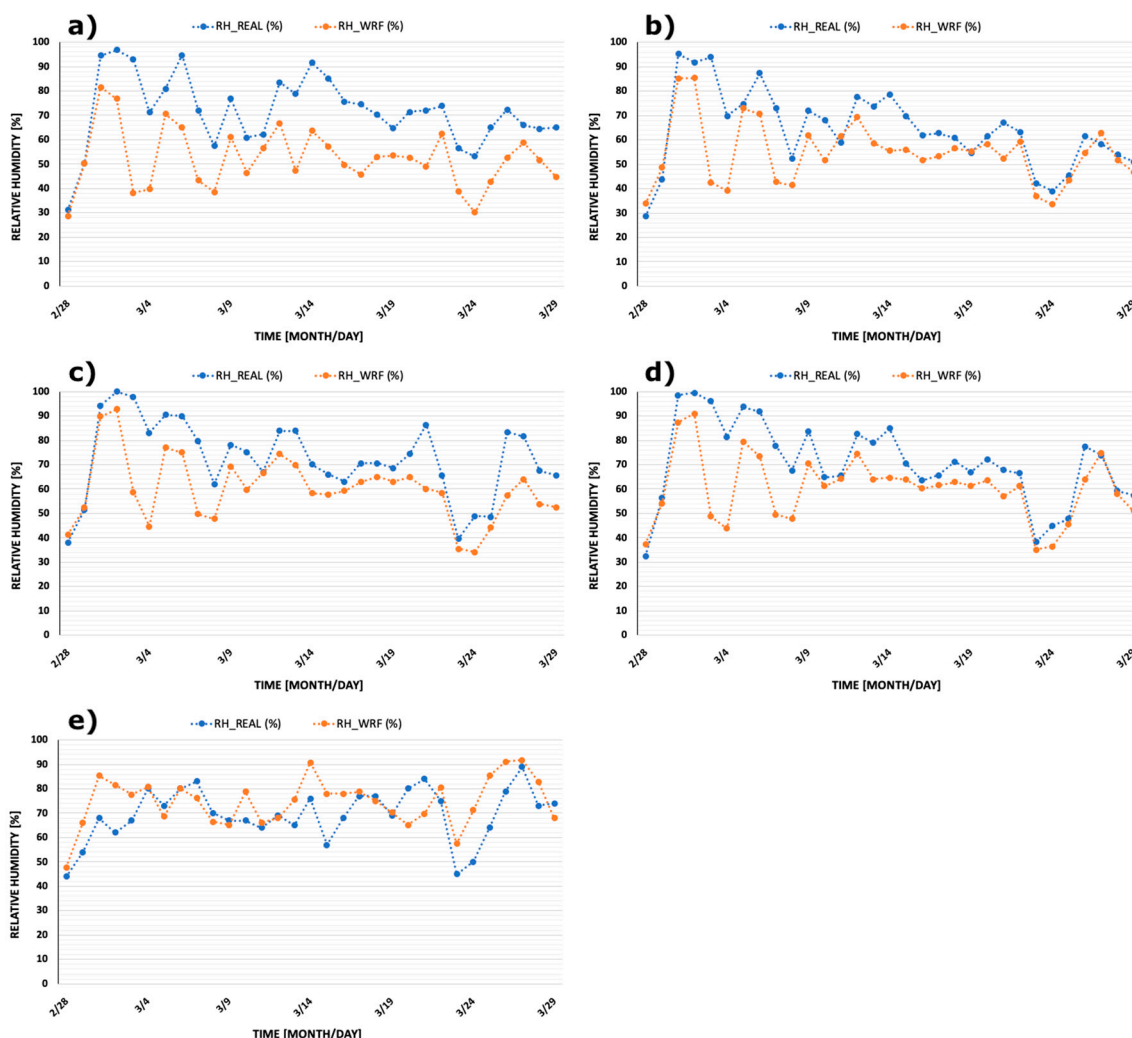 a)
RH_REAL (%) RH_WRF (%)
RELATIVE HUMIDITY [%]
100
90
80
70
60
50
40
30
20
10
0
2/28 3/4 3/9 3/14 3/19 3/24 3/29
TIME [MONTH/DAY]
b)
RH_REAL (%) RH_WRF (%)
RELATIVE HUMIDITY [%]
100
90
80
70
60
50
40
30
20
10
0
2/28 3/4 3/9 3/14 3/19 3/24 3/29
TIME [MONTH/DAY]
c)
RH_REAL (%) RH_WRF (%)
RELATIVE HUMIDITY [%]
100
90
80
70
60
50
40
30
20
10
0
2/28 3/4 3/9 3/14 3/19 3/24 3/29
TIME [MONTH/DAY]
d)
RH_REAL (%) RH_WRF (%)
RELATIVE HUMIDITY [%]
100
90
80
70
60
50
40
30
20
10
0
2/28 3/4 3/9 3/14 3/19 3/24 3/29
TIME [MONTH/DAY]
e)
RH_REAL (%) RH_WRF (%)
RELATIVE HUMIDITY [%]
100
90
80
70
60
50
40
30
20
10
0
2/28 3/4 3/9 3/14 3/19 3/24 3/29
TIME [MONTH/DAY]